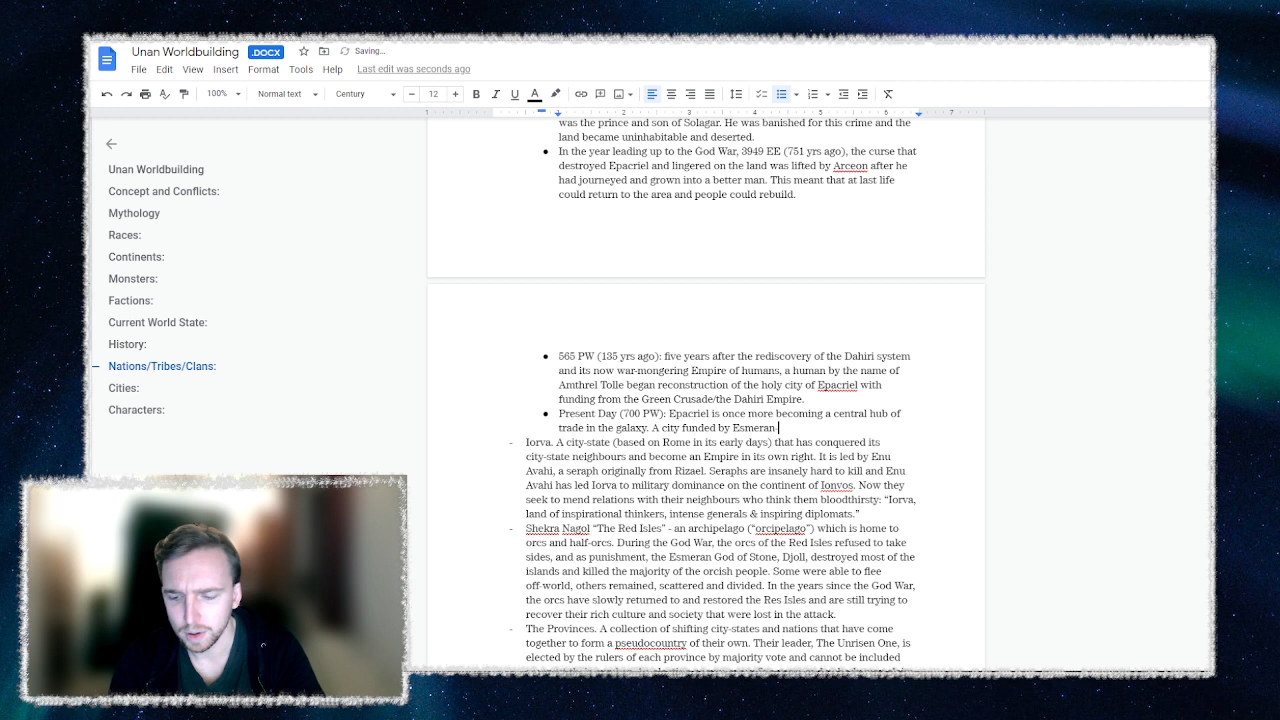 Unan Worldbuilding .DOCX Saving…
File Edit View Insert Format Tools Help Last edit was seconds ago
100% Normal text Century 12 B I U A
1 2 3 4 5 6 7
Unan Worldbuilding
Concept and Conflicts:
Mythology
Races:
Continents:
Monsters:
Factions:
Current World State:
History:
Nations/Tribes/Clans:
Cities:
Characters:
was the prince and son of Solagar. He was banished for this crime and the
land became uninhabitable and deserted.
● In the year leading up to the God War, 3949 EE (751 yrs ago), the curse that
destroyed Epacriel and lingered on the land was lifted by Arceon after he
had journeyed and grown into a better man. This meant that at last life
could return to the area and people could rebuild.
● 565 PW (135 yrs ago): five years after the rediscovery of the Dahiri system
and its now war-mongering Empire of humans, a human by the name of
Amthrel Tolle began reconstruction of the holy city of Epacriel with
funding from the Green Crusade/the Dahiri Empire.
● Present Day (700 PW): Epacriel is once more becoming a central hub of
trade in the galaxy. A city funded by Esmeran
- Iorva. A city-state (based on Rome in its early days) that has conquered its
city-state neighbours and become an Empire in its own right. It is led by Enu
Avahi, a seraph originally from Rizael. Seraphs are insanely hard to kill and Enu
Avahi has led Iorva to military dominance on the continent of Ionvos. Now they
seek to mend relations with their neighbours who think them bloodthirsty: “Iorva,
land of inspirational thinkers, intense generals & inspiring diplomats.”
- Shekra Nagol “The Red Isles” - an archipelago (“orcipelago”) which is home to
orcs and half-orcs. During the God War, the orcs of the Red Isles refused to take
sides, and as punishment, the Esmeran God of Stone, Djoll, destroyed most of the
islands and killed the majority of the orcish people. Some were able to flee
off-world, others remained, scattered and divided. In the years since the God War,
the orcs have slowly returned to and restored the Res Isles and are still trying to
recover their rich culture and society that were lost in the attack.
- The Provinces. A collection of shifting city-states and nations that have come
together to form a pseudocountry of their own. Their leader, The Unrisen One, is
elected by the rulers of each province by majority vote and cannot be included